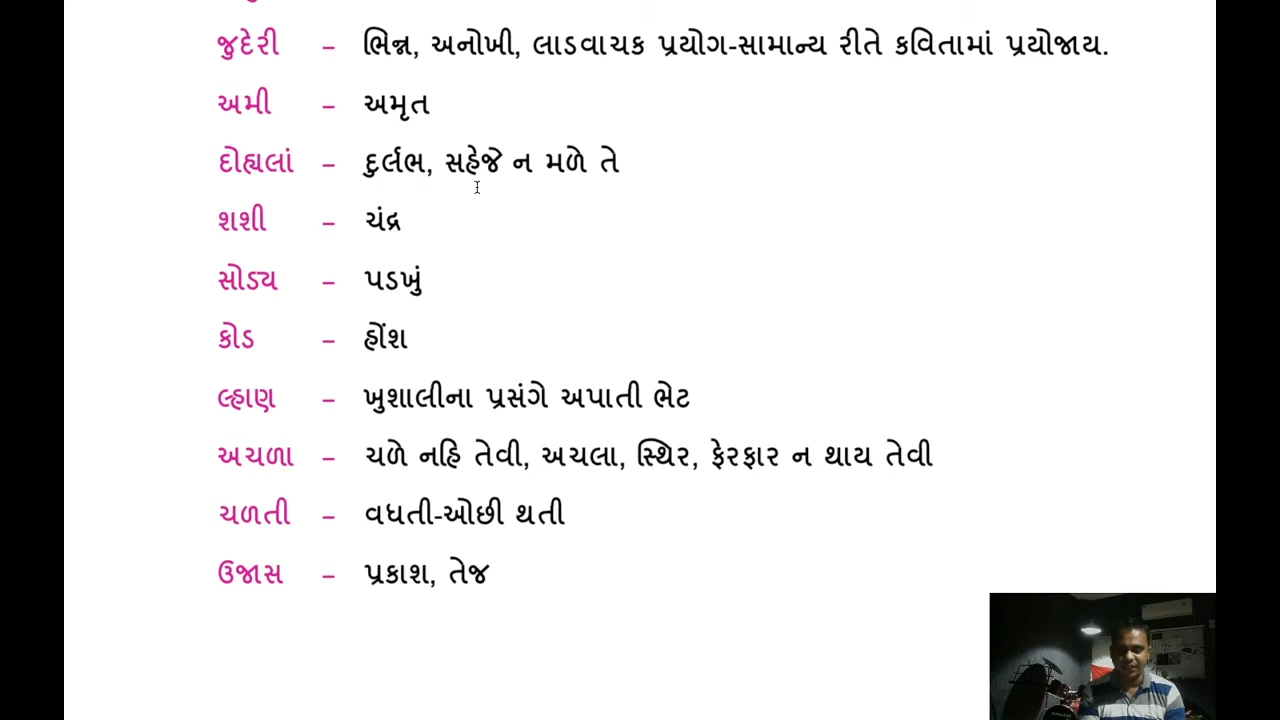 જુદેરી – ભિન્ન, અનોખી, લાડવાચક પ્રયોગ-સામાન્ય રીતે કવિતામાં પ્રયોજાય.
અમી – અમૃત
દોહ્યલાં – દુર્લભ, સહેજે ન મળે તે
શશી – ચંદ્ર
સોડ્ય – પડખું
કોડ – હોંશ
લ્હાણ – ખુશાલીના પ્રસંગે અપાતી ભેટ
અચળા – ચળે નહિ તેવી, અચલા, સ્થિર, ફેરફાર ન થાય તેવી
ચળતી – વધતી-ઓછી થતી
ઉજાસ – પ્રકાશ, તેજ